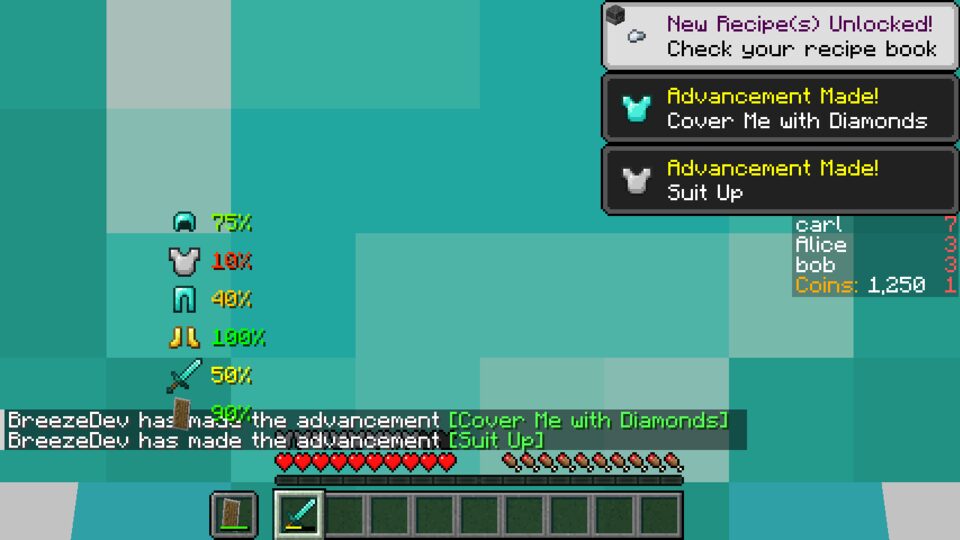 New Recipe(s) Unlocked!
Check your recipe book
Advancement Made!
Cover Me with Diamonds
Advancement Made!
Suit Up
carl 7
Alice 3
bob 3
Coins: 1,250 1
75%
10%
40%
100%
50%
90%
BreezeDev has made the advancement [Cover Me with Diamonds]
BreezeDev has made the advancement [Suit Up]